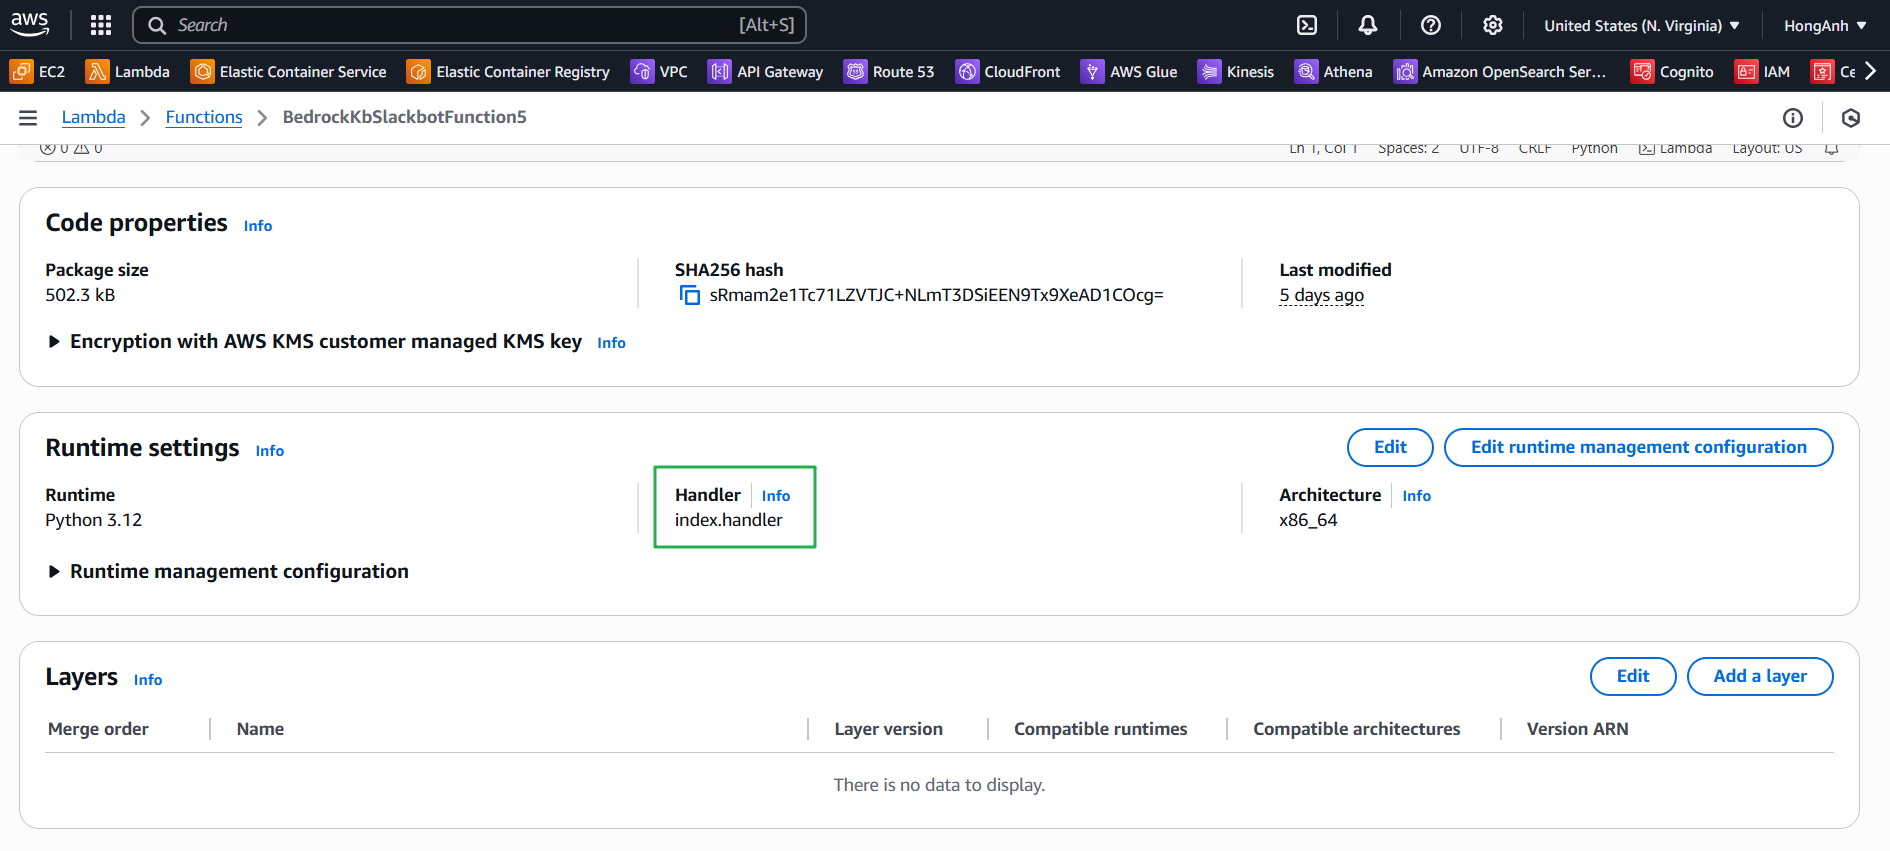 aws
Search [Alt+S] United States (N. Virginia) HongAnh
EC2 Lambda Elastic Container Service Elastic Container Registry VPC API Gateway Route 53 CloudFront AWS Glue Kinesis Athena Amazon OpenSearch Ser... Cognito IAM Ce
Lambda Functions BedrockKbSlackbotFunction5
0 0 Ln 1, Col 1 Spaces: 2 UTF-8 CRLF Python Lambda Layout: US
Code properties Info
Package size SHA256 hash Last modified
502.3 kB sRmam2e1Tc71LZVTJC+NLmT3DSiEEN9Tx9XeAD1COcg= 5 days ago
Encryption with AWS KMS customer managed KMS key Info
Runtime settings Info Edit Edit runtime management configuration
Runtime Handler Info Architecture Info
Python 3.12 index.handler x86_64
Runtime management configuration
Layers Info Edit Add a layer
Merge order Name Layer version Compatible runtimes Compatible architectures Version ARN
There is no data to display.